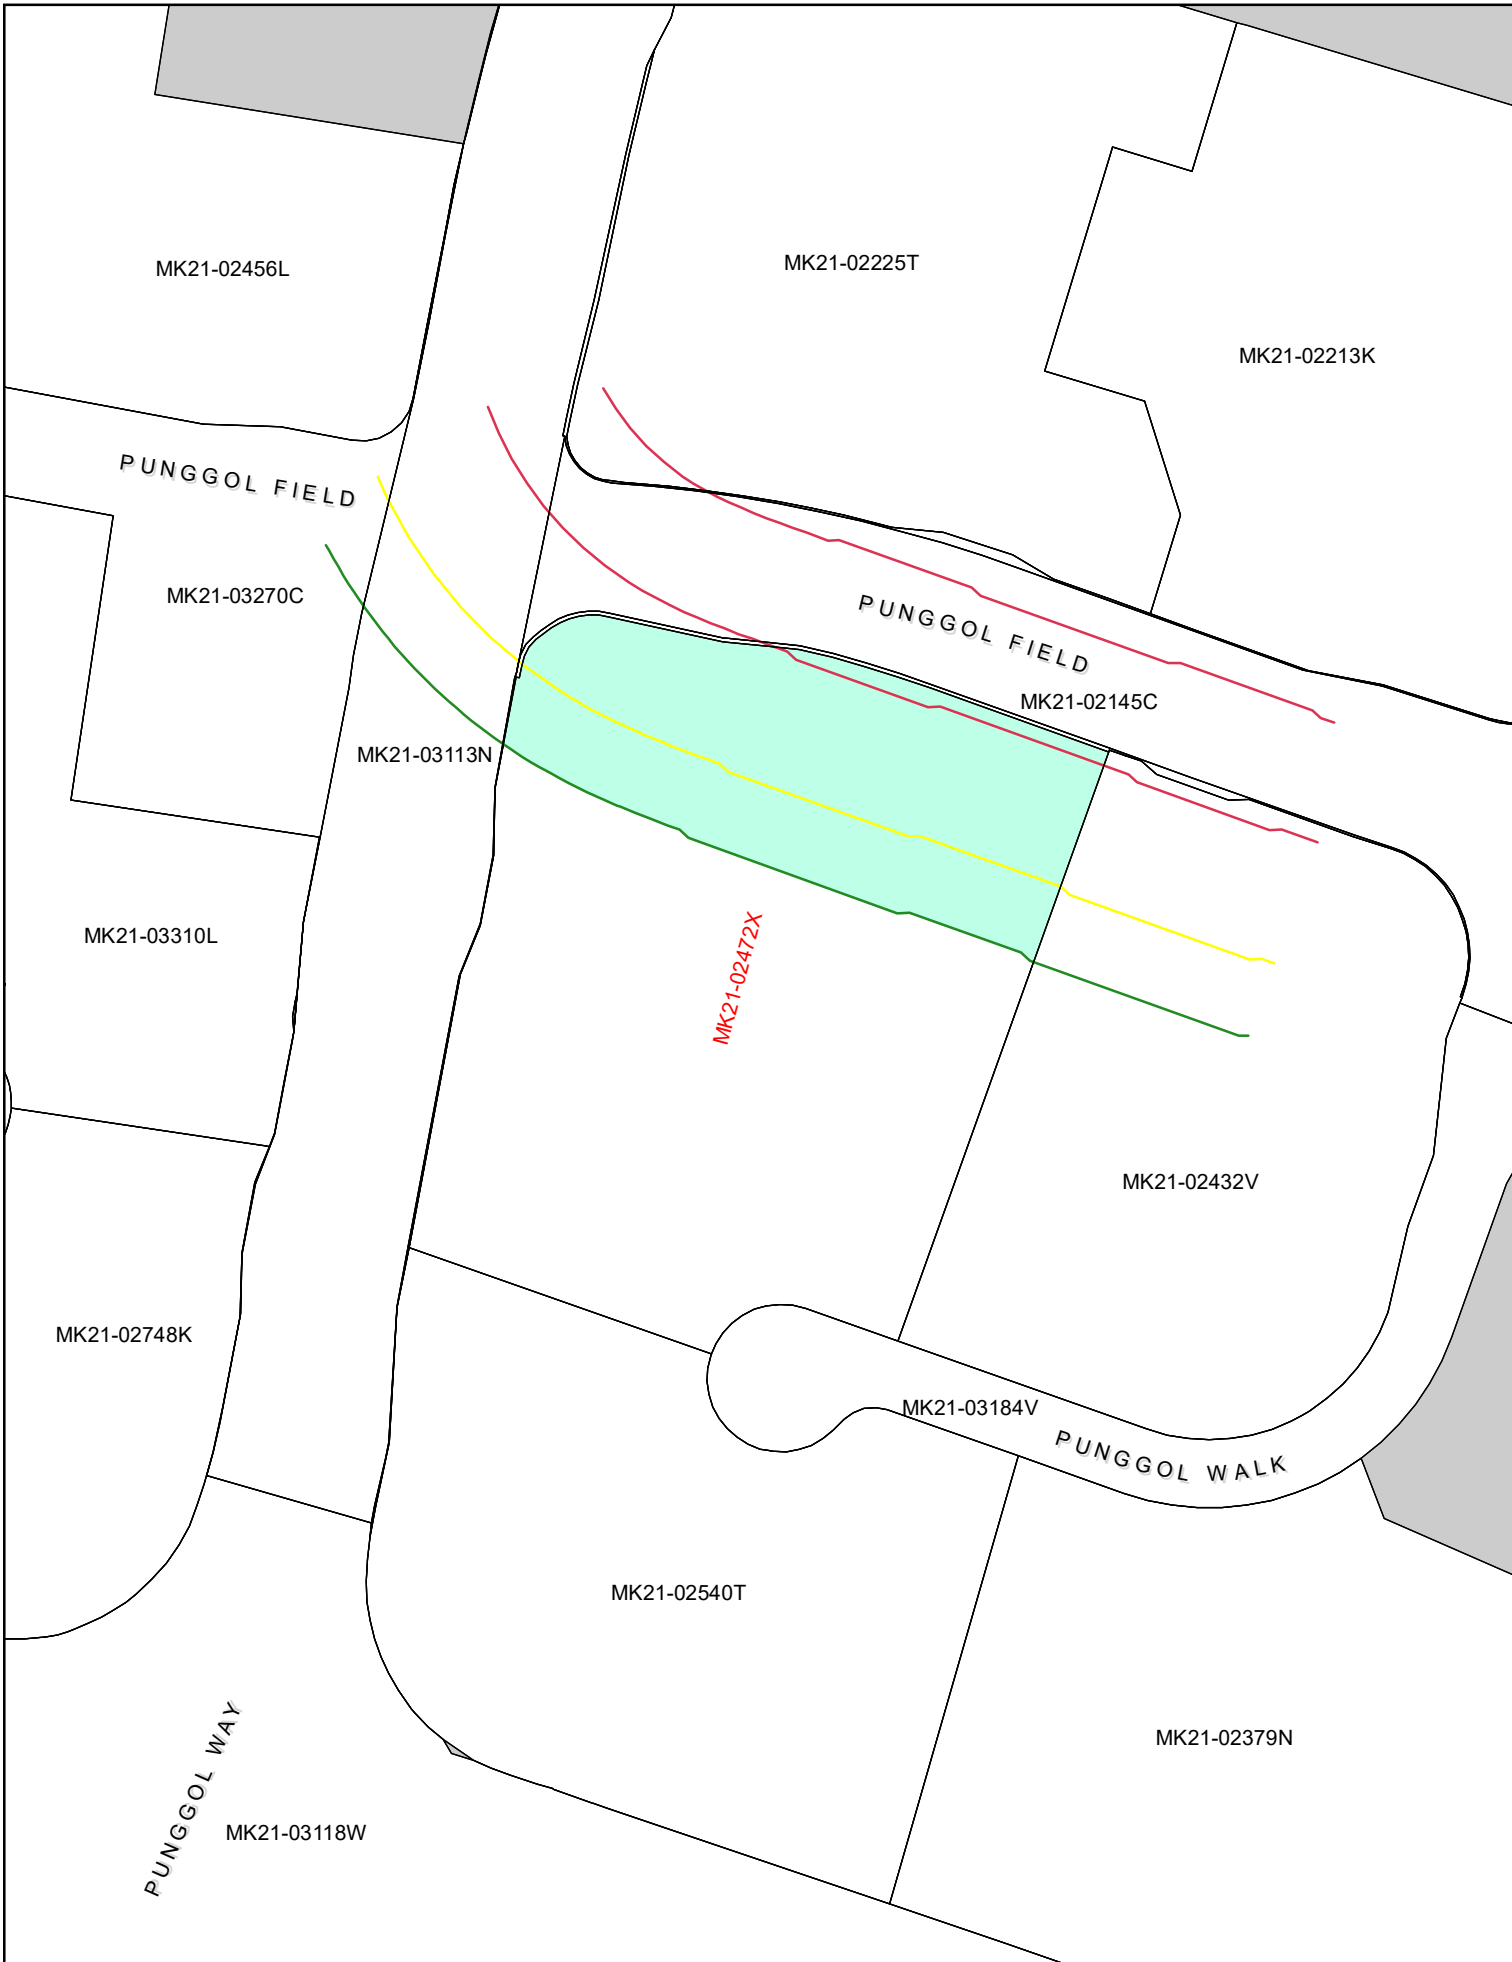 MK21-02456L
MK21-02225T
MK21-02213K
PUNGGOL FIELD
MK21-03270C
PUNGGOL FIELD
MK21-02145C
MK21-03113N
MK21-03310L
MK21-02472X
MK21-02432V
MK21-02748K
MK21-03184V
PUNGGOL WALK
MK21-02540T
MK21-02379N
PUNGGOL WAY
MK21-03118W